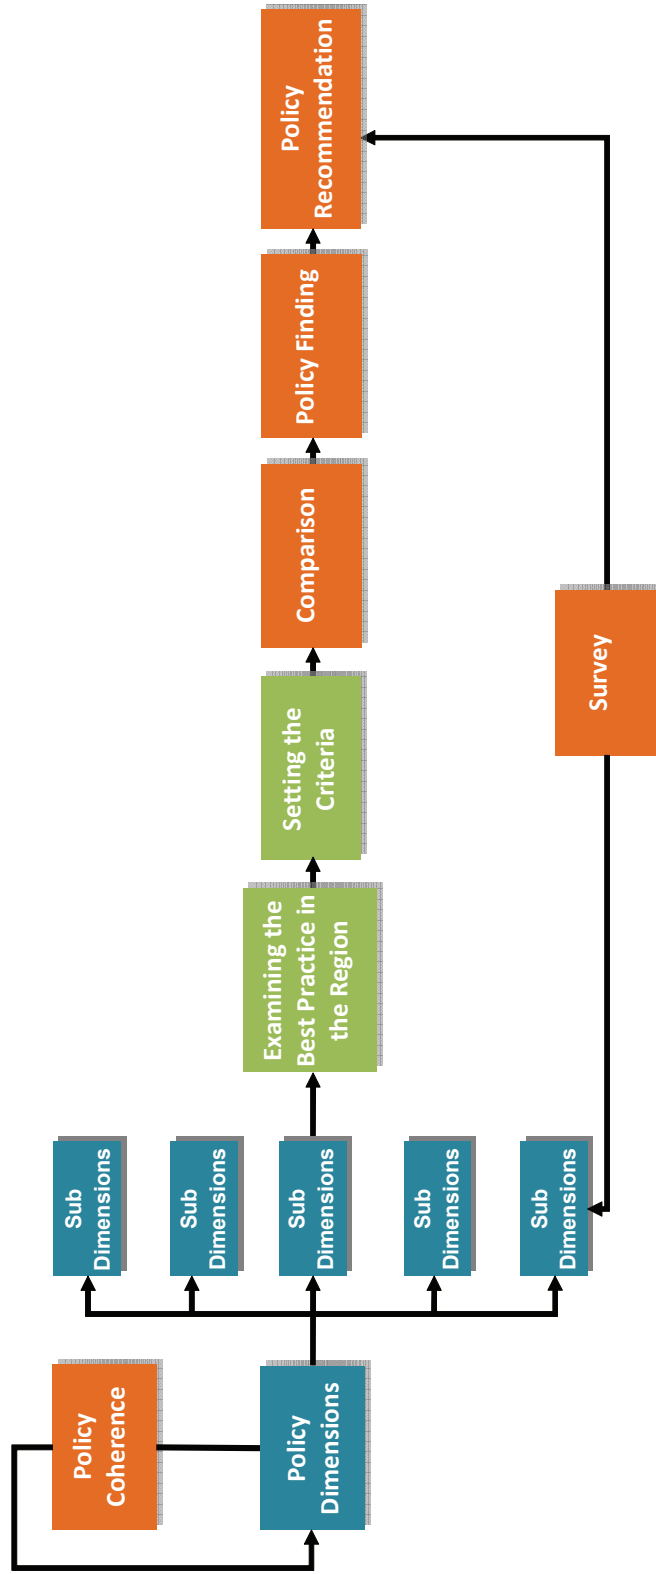 Policy
Coherence
Policy
Dimensions
Sub
Dimensions
Sub
Dimensions
Sub
Dimensions
Sub
Dimensions
Sub
Dimensions
Examining the
Best Practice in
the Region
Setting the
Criteria
Comparison
Policy Finding
Policy
Recommendation
Survey